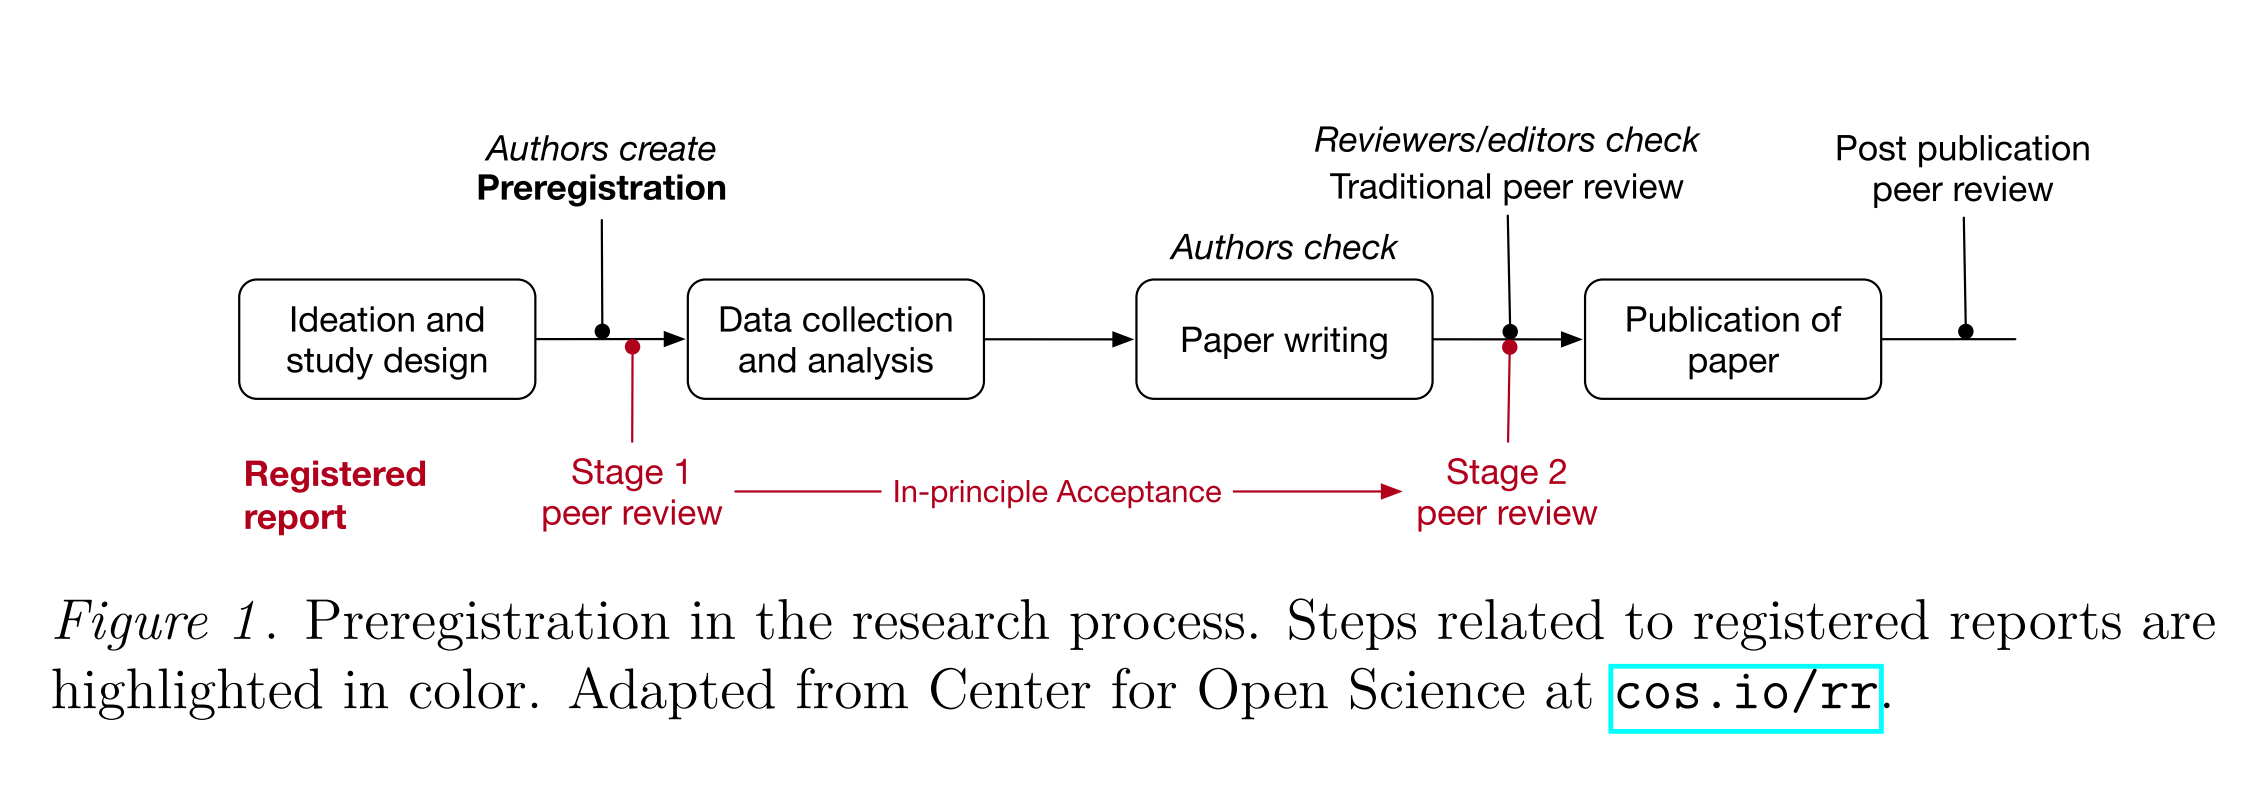 Authors create
Preregistration
Reviewers/editors check
Traditional peer review
Post publication
peer review
Authors check
Ideation and
study design
Data collection
and analysis
Paper writing
Publication of
paper
Registered
report
Stage 1
peer review
In-principle Acceptance
Stage 2
peer review
Figure 1. Preregistration in the research process. Steps related to registered reports are
highlighted in color. Adapted from Center for Open Science at cos.io/rr.